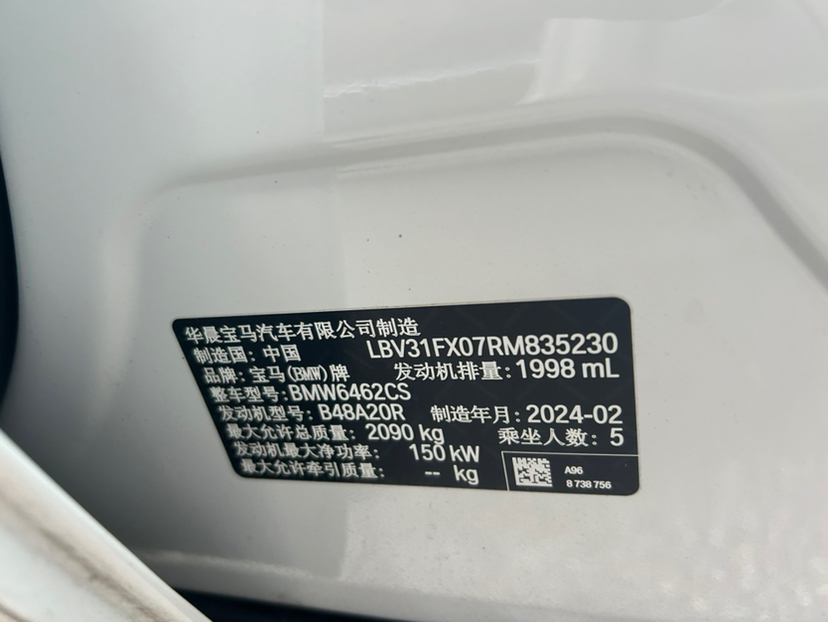 华晨宝马汽车有限公司制造
制造国：中国 LBV31FX07RM835230
品牌：宝马(BMW)牌 发动机排量：1998 mL
整车型号：BMW6462CS
发动机型号：B48A20R 制造年月：2024-02
最大允许总质量：2090 kg 乘坐人数：5
发动机最大净功率：150 kW
最大允许牵引质量：-- kg
A96
8 738 756